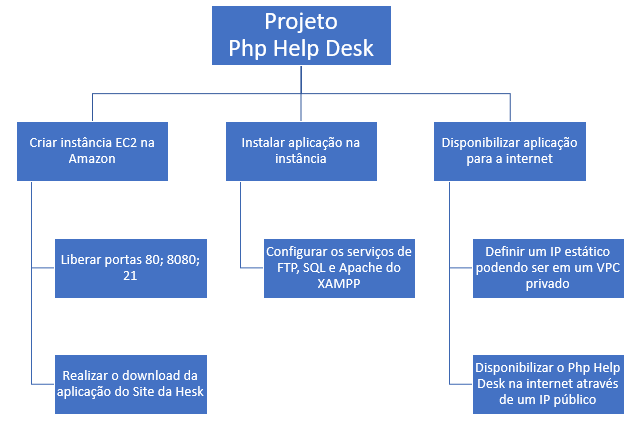 Projeto
Php Help Desk
Criar instância EC2 na
Amazon
Instalar aplicação na
instância
Disponibilizar aplicação
para a internet
Liberar portas 80; 8080;
21
Configurar os serviços de
FTP, SQL e Apache do
XAMPP
Definir um IP estático
podendo ser em um VPC
privado
Realizar o download da
aplicação do Site da Hesk
Disponibilizar o Php Help
Desk na internet através
de um IP público